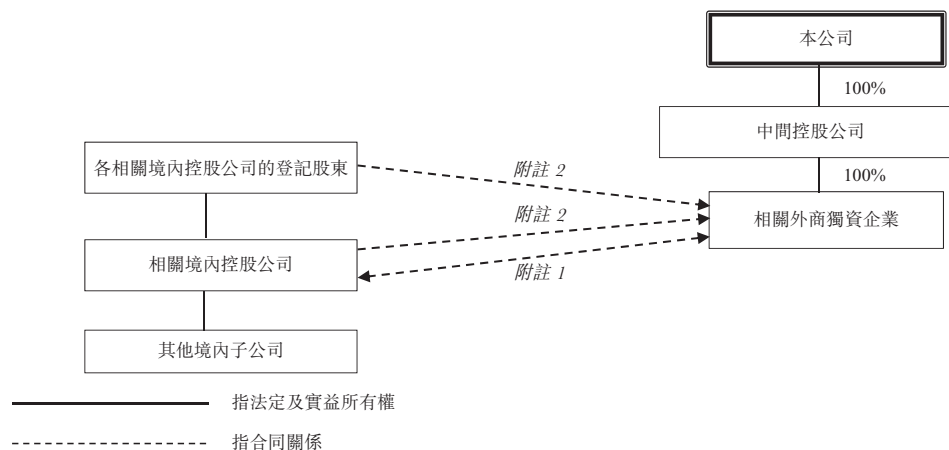 本公司
100%
中間控股公司
各相關境內控股公司的登記股東
附註 2
100%
相關外商獨資企業
附註 2
相關境內控股公司
附註 1
其他境內子公司
指法定及實益所有權
指合同關係